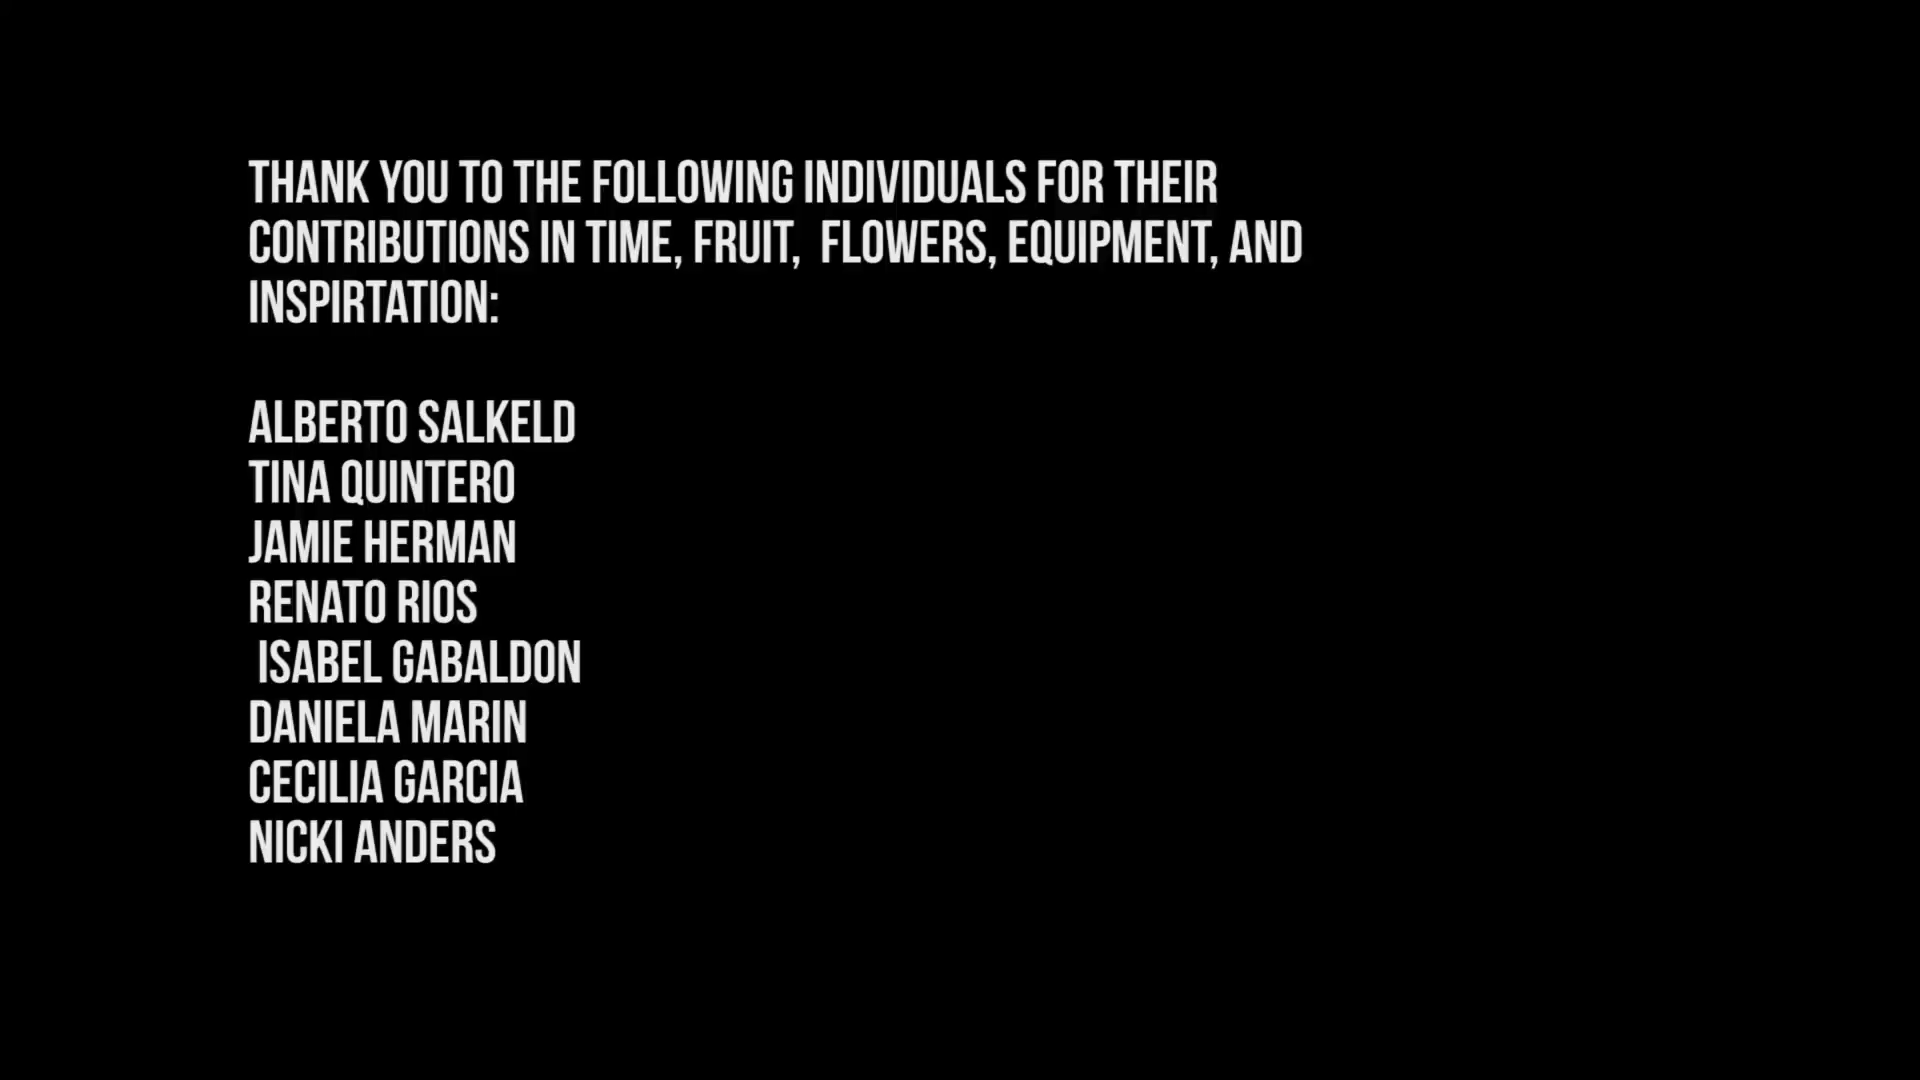 THANK YOU TO THE FOLLOWING INDIVIDUALS FOR THEIR
CONTRIBUTIONS IN TIME, FRUIT,  FLOWERS, EQUIPMENT, AND
INSPIRTATION:
ALBERTO SALKELD
TINA QUINTERO
JAMIE HERMAN
RENATO RIOS
ISABEL GABALDON
DANIELA MARIN
CECILIA GARCIA
NICKI ANDERS